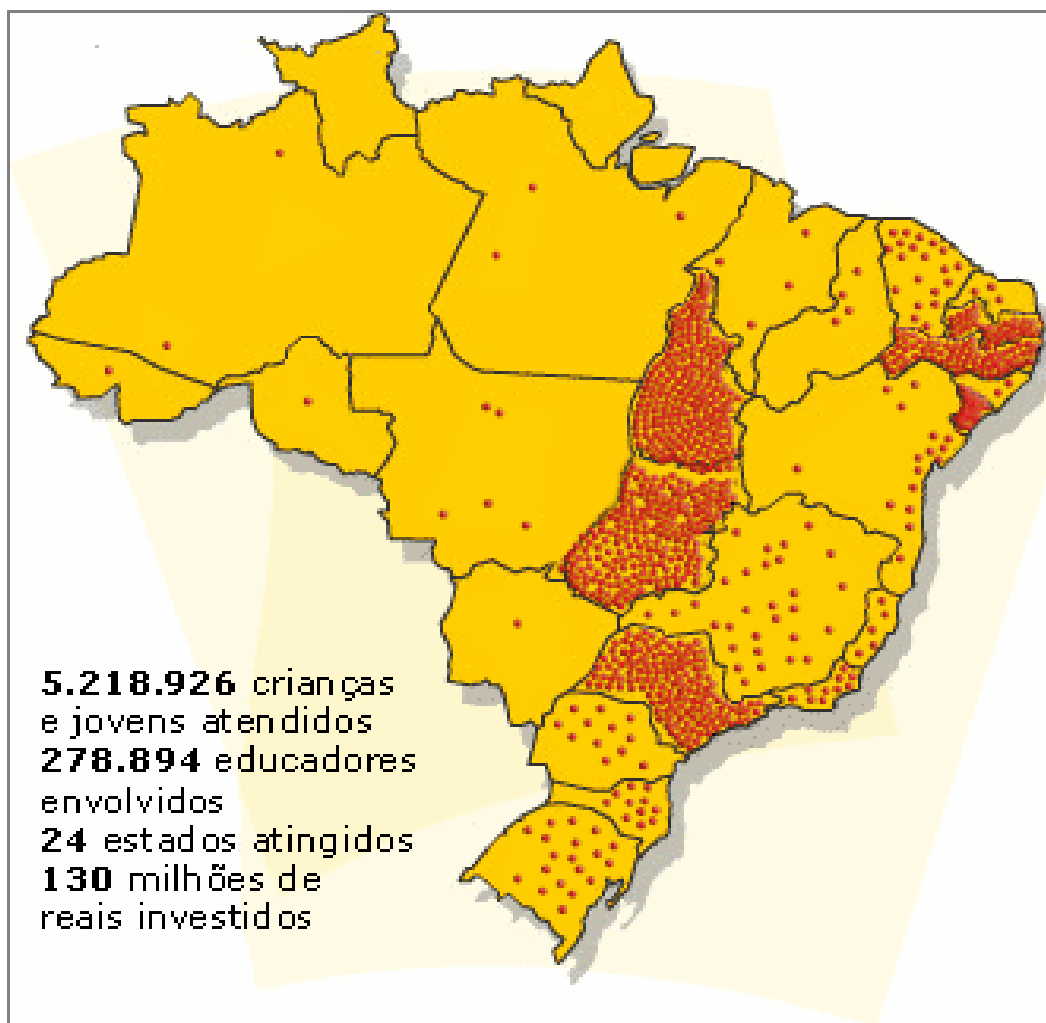 5.218.926 crianças
e jovens atendidos
278.894 educadores
envolvidos
24 estados atingidos
130 milhões de
reais investidos